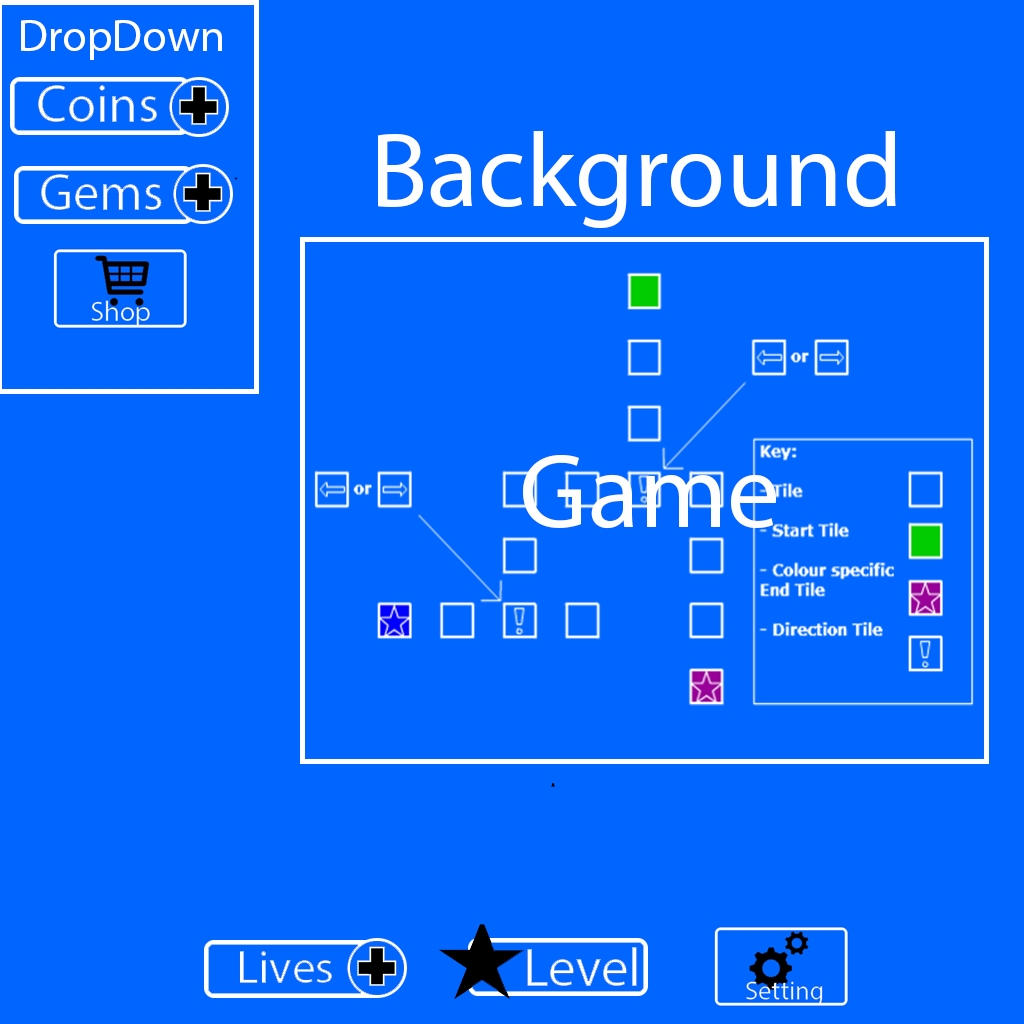 DropDown
Coins
Gems
Shop
Background
or
or
Game
Key:
- Tile
- Start Tile
- Colour specific
End Tile
- Direction Tile
!
!
!
Lives
Level
Setting